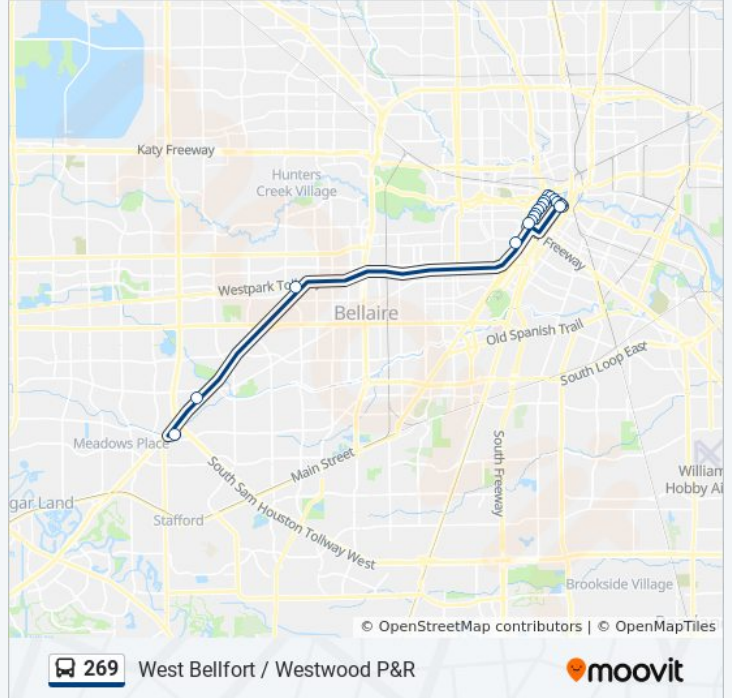 Katy Freeway
Hunters
Creek Village
Freeway
Westpark To
Bellaire
Old Spanish Trail
South Loop East
Meadows Place
Main Street
South Freeway
William
Hobby Ai
gar Land
South Sam Houston Tollway West
Stafford
Brookside Village
© OpenStreetMap contributors | © OpenMapTiles
269 West Bellfort / Westwood P&R
moovit